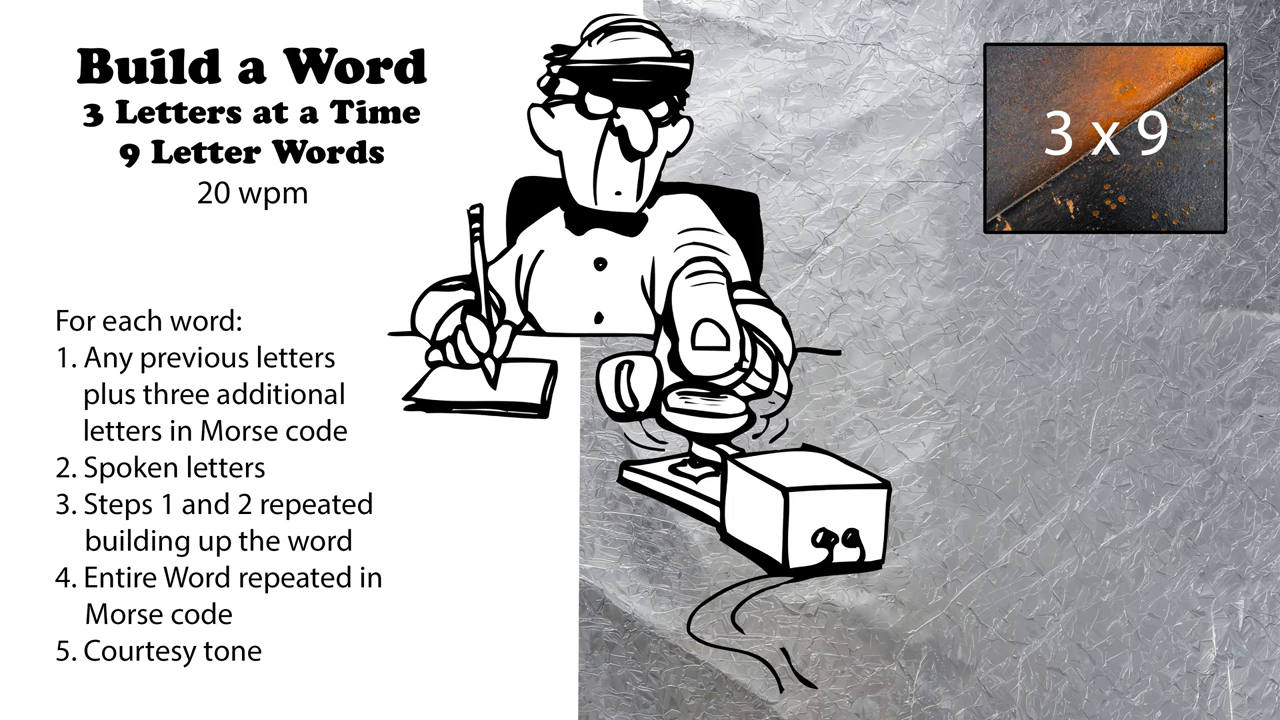 Build a Word
3 Letters at a Time
9 Letter Words
20 wpm
3 x 9
For each word:
1. Any previous letters
plus three additional
letters in Morse code
2. Spoken letters
3. Steps 1 and 2 repeated
building up the word
4. Entire Word repeated in
Morse code
5. Courtesy tone